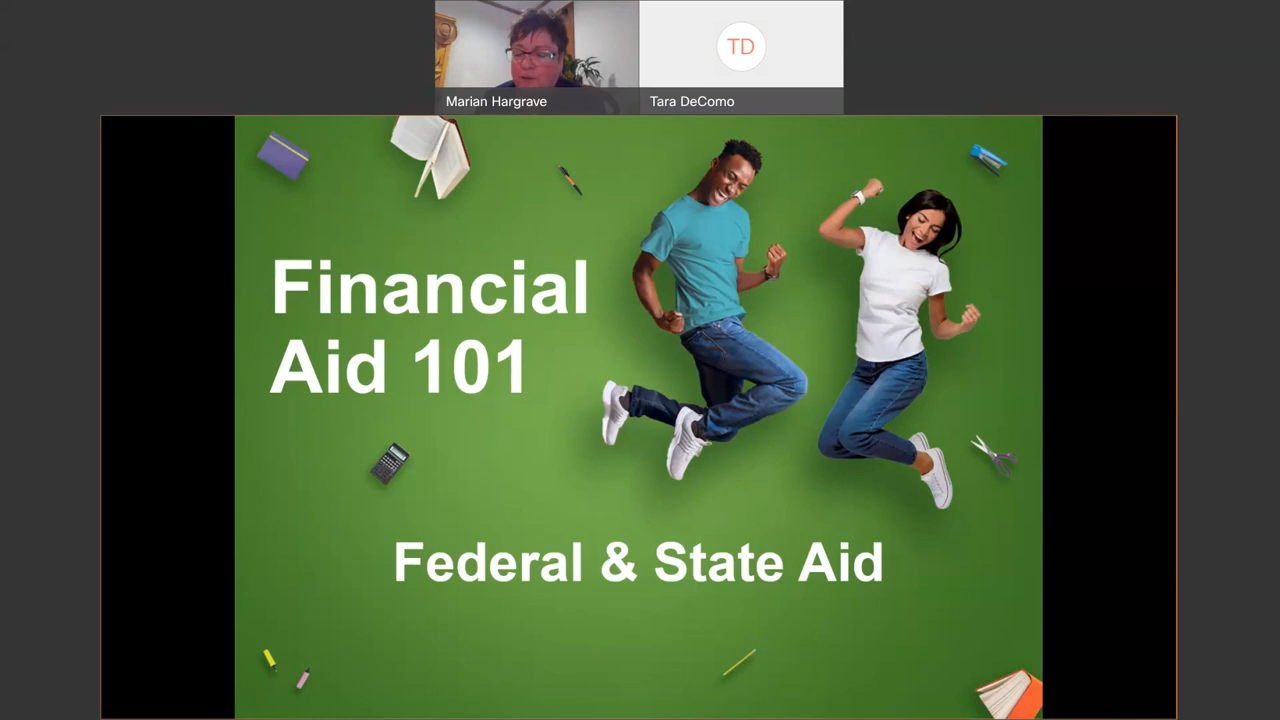 TD
Marian Hargrave
Tara DeComo
Financial
Aid 101
Federal & State Aid